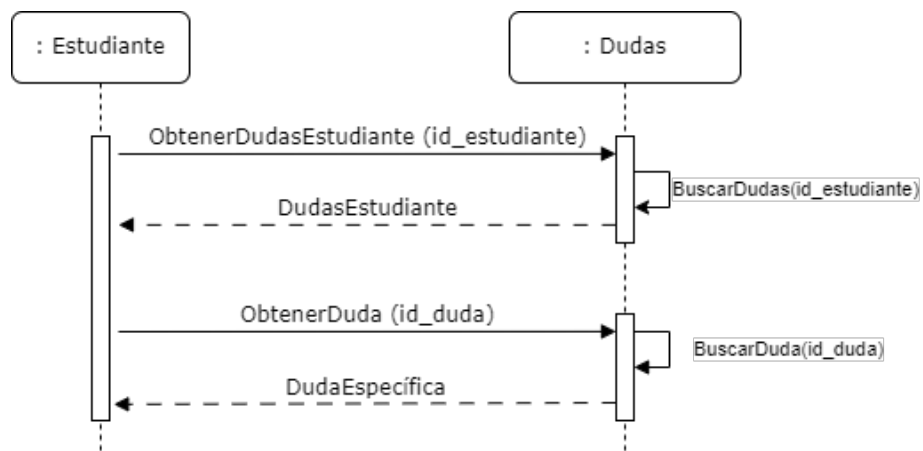 : Estudiante
: Dudas
ObtenerDudasEstudiante (id_estudiante)
BuscarDudas(id_estudiante)
DudasEstudiante
ObtenerDuda (id_duda)
BuscarDuda(id_duda)
DudaEspecífica